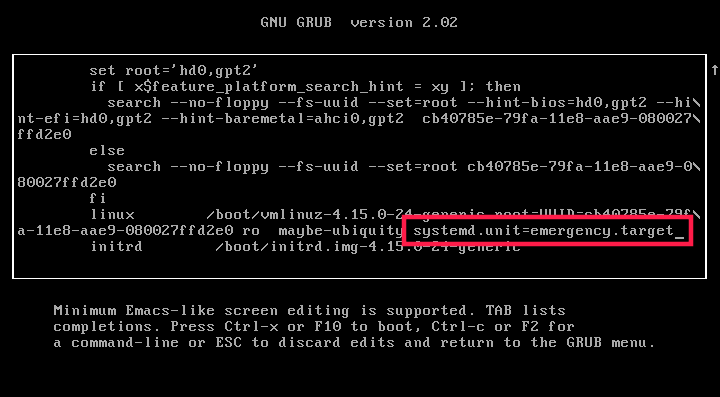 GNU GRUB version 2.02
set root='hd0,gpt2'
if [ x$feature_platform_search_hint = xy ]; then
search --no-floppy --fs-uuid --set=root --hint-bios=hd0,gpt2 --hi\
nt-efi=hd0,gpt2 --hint-baremetal=ahci0,gpt2 cb40785e-79fa-11e8-aae9-080027\
ffd2e0
else
search --no-floppy --fs-uuid --set=root cb40785e-79fa-11e8-aae9-0\
80027ffd2e0
fi
linux /boot/vmlinuz-4.15.0-24-generic root=UUID=cb40785e-79f\
a-11e8-aae9-080027ffd2e0 ro maybe-ubiquity systemd.unit=emergency.target_
initrd /boot/initrd.img-4.15.0-24-generic
Minimum Emacs-like screen editing is supported. TAB lists
completions. Press Ctrl-x or F10 to boot, Ctrl-c or F2 for
a command-line or ESC to discard edits and return to the GRUB menu.